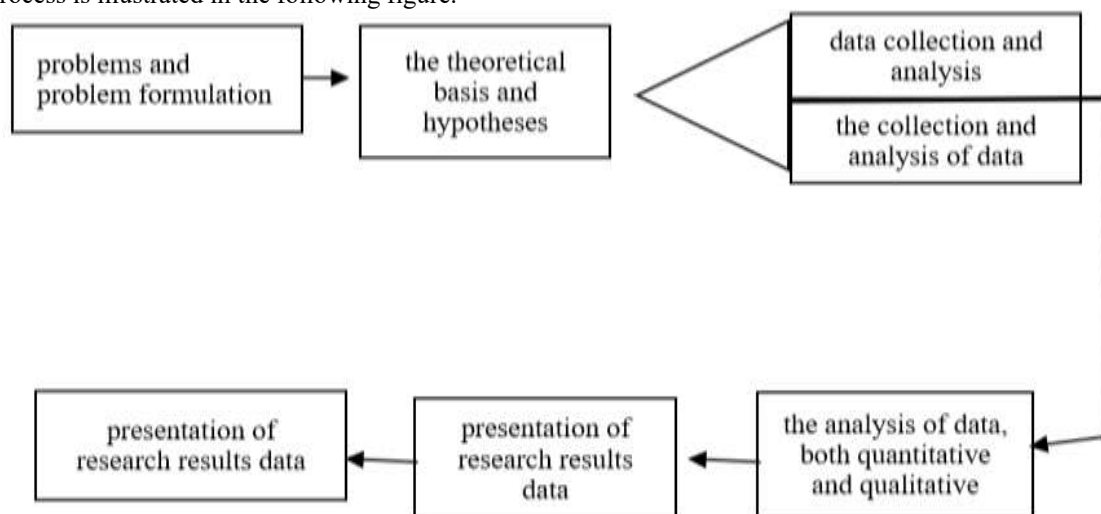 rocess is illustrated in the following figure.
problems and
problem formulation
the theoretical
basis and
hypotheses
data collection and
analysis
the collection and
analysis of data
presentation of
research results data
presentation of
research results
data
the analysis of data,
both quantitative
and qualitative